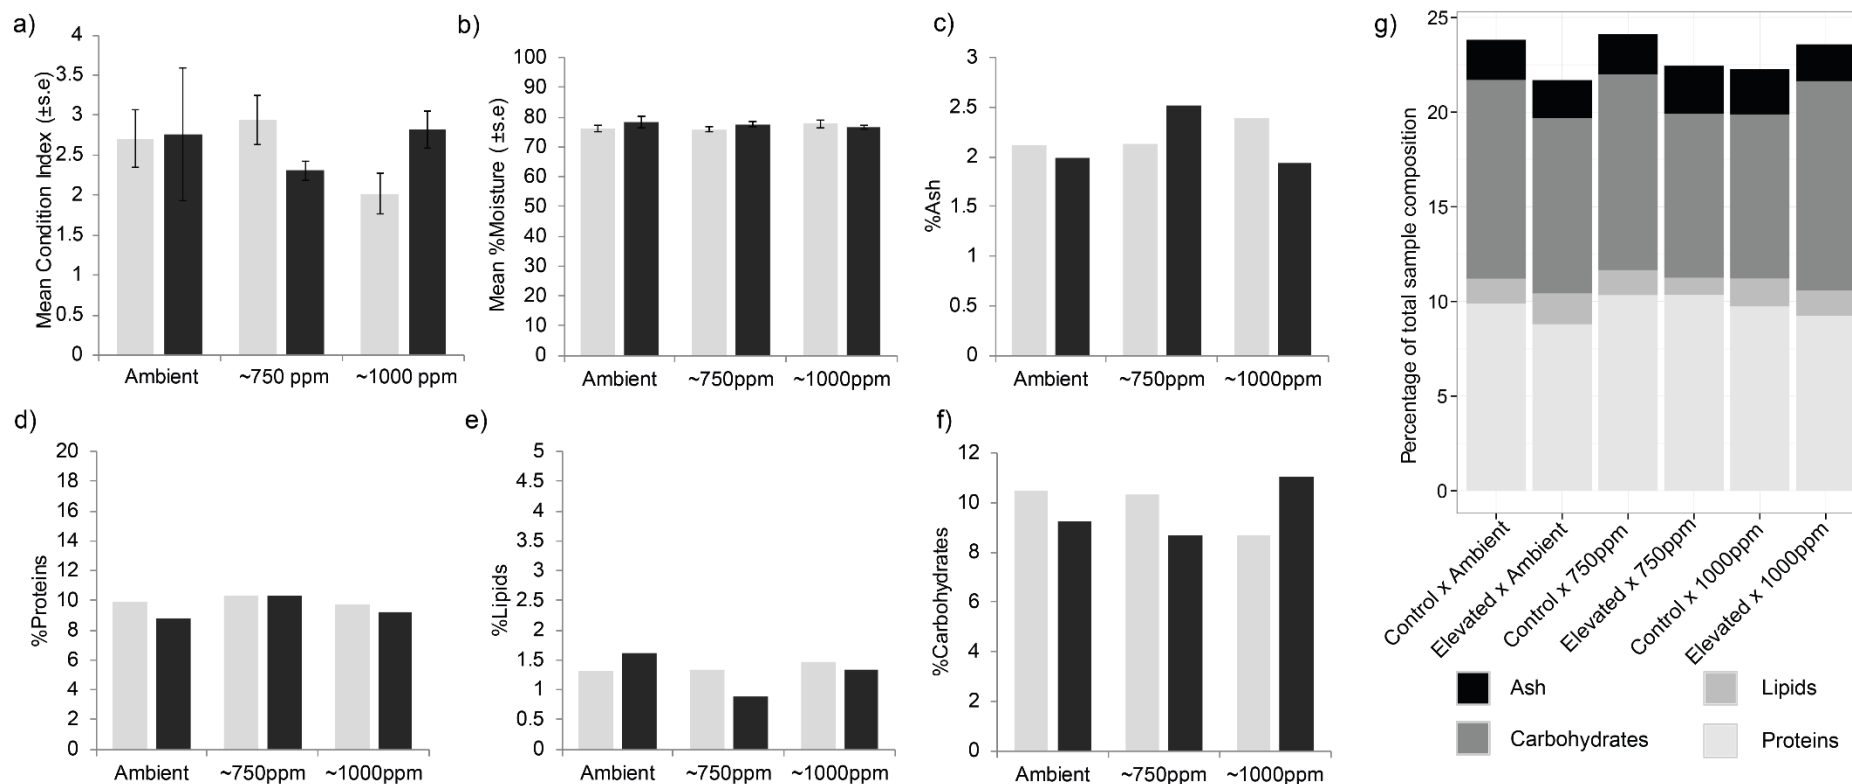 a)
Mean Condition Index (±s.e)
4
3.5
3
2.5
2
1.5
1
0.5
0
Ambient ~750 ppm ~1000 ppm
b)
Mean %Moisture ( ±s.e)
100
90
80
70
60
50
40
30
20
10
0
Ambient ~750ppm ~1000ppm
c)
%Ash
3
2.5
2
1.5
1
0.5
0
Ambient ~750ppm ~1000ppm
d)
%Proteins
20
18
16
14
12
10
8
6
4
2
0
Ambient ~750ppm ~1000ppm
e)
%Lipids
5
4.5
4
3.5
3
2.5
2
1.5
1
0.5
0
Ambient ~750ppm ~1000ppm
f)
%Carbohydrates
12
10
8
6
4
2
0
Ambient ~750ppm ~1000ppm
g)
Percentage of total sample composition
25
20
15
10
5
0
Control x Ambient
Elevated x Ambient
Control x 750ppm
Elevated x 750ppm
Control x 1000ppm
Elevated x 1000ppm
Ash
Lipids
Carbohydrates
Proteins